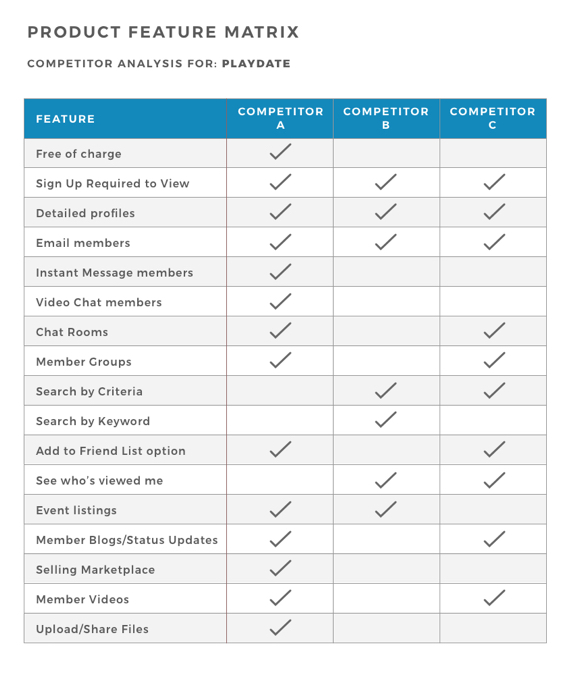 PRODUCT FEATURE MATRIX
COMPETITOR ANALYSIS FOR: PLAYDATE
FEATURE
COMPETITOR
A
COMPETITOR
B
COMPETITOR
C
Free of charge
Sign Up Required to View
Detailed profiles
Email members
Instant Message members
Video Chat members
Chat Rooms
Member Groups
Search by Criteria
Search by Keyword
Add to Friend List option
See who's viewed me
Event listings
Member Blogs/Status Updates
Selling Marketplace
Member Videos
Upload/Share Files